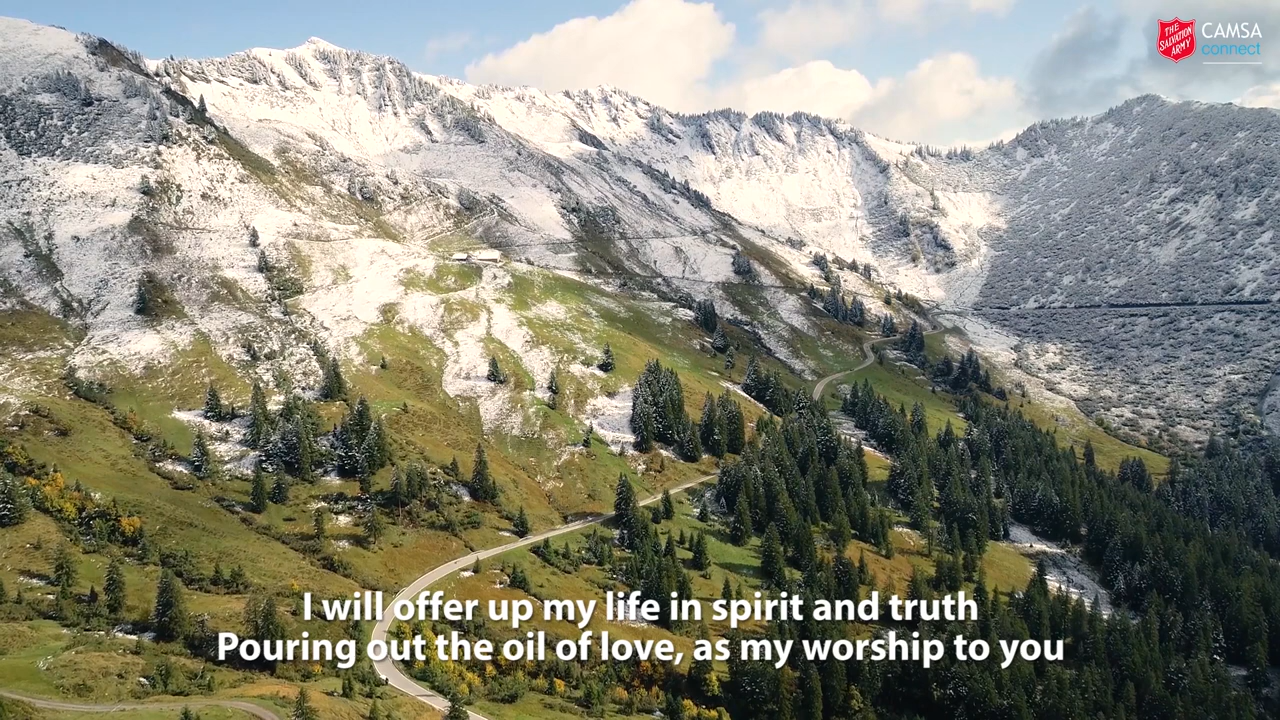 THE
SALVATION
ARMY
CAMSA
connect
I will offer up my life in spirit and truth
Pouring out the oil of love, as my worship to you